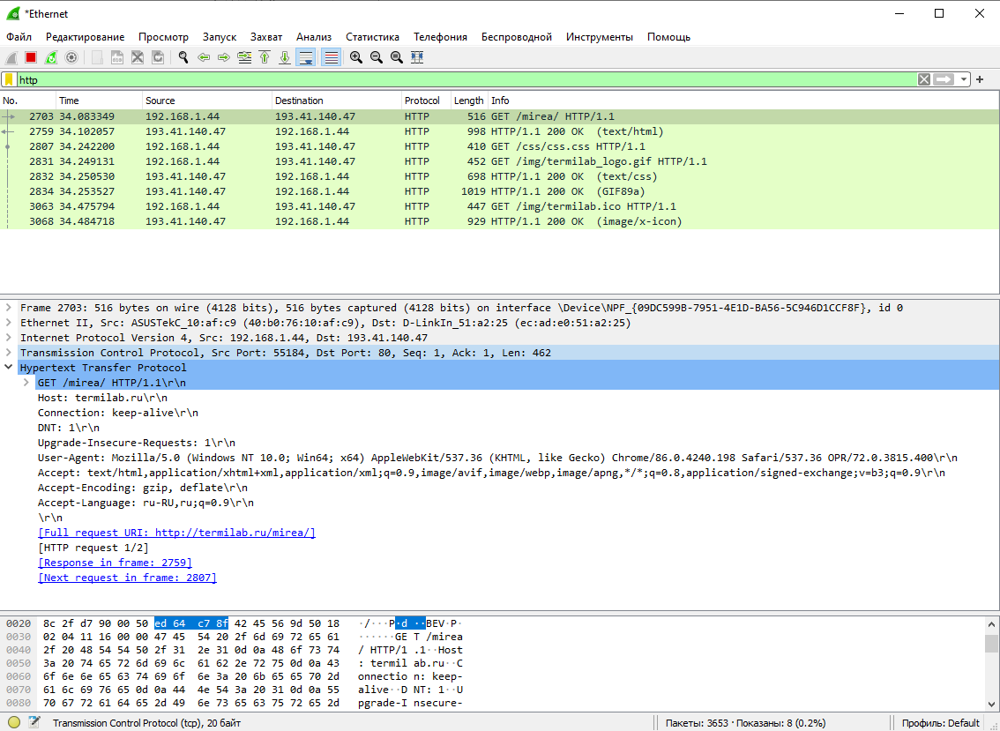 *Ethernet
Файл Редактирование Просмотр Запуск Захват Анализ Статистика Телефония Беспроводной Инструменты Помощь
http
No. Time Source Destination Protocol Length Info
2703 34.083349 192.168.1.44 193.41.140.47 HTTP 516 GET /mirea/ HTTP/1.1
2759 34.102057 193.41.140.47 192.168.1.44 HTTP 998 HTTP/1.1 200 OK (text/html)
2807 34.242200 192.168.1.44 193.41.140.47 HTTP 410 GET /css/css.css HTTP/1.1
2831 34.249131 192.168.1.44 193.41.140.47 HTTP 452 GET /img/termilab_logo.gif HTTP/1.1
2832 34.250530 193.41.140.47 192.168.1.44 HTTP 698 HTTP/1.1 200 OK (text/css)
2834 34.253527 193.41.140.47 192.168.1.44 HTTP 1019 HTTP/1.1 200 OK (GIF89a)
3063 34.475794 192.168.1.44 193.41.140.47 HTTP 447 GET /img/termilab.ico HTTP/1.1
3068 34.484718 193.41.140.47 192.168.1.44 HTTP 929 HTTP/1.1 200 OK (image/x-icon)
Frame 2703: 516 bytes on wire (4128 bits), 516 bytes captured (4128 bits) on interface \Device\NPF_{09DC599B-7951-4E1D-BA56-5C946D1CCF8F}, id 0
Ethernet II, Src: ASUSTekC_10:af:c9 (40:b0:76:10:af:c9), Dst: D-LinkIn_51:a2:25 (ec:ad:e0:51:a2:25)
Internet Protocol Version 4, Src: 192.168.1.44, Dst: 193.41.140.47
Transmission Control Protocol, Src Port: 55184, Dst Port: 80, Seq: 1, Ack: 1, Len: 462
Hypertext Transfer Protocol
GET /mirea/ HTTP/1.1\r\n
Host: termilab.ru\r\n
Connection: keep-alive\r\n
DNT: 1\r\n
Upgrade-Insecure-Requests: 1\r\n
User-Agent: Mozilla/5.0 (Windows NT 10.0; Win64; x64) AppleWebKit/537.36 (KHTML, like Gecko) Chrome/86.0.4240.198 Safari/537.36 OPR/72.0.3815.400\r\n
Accept: text/html,application/xhtml+xml,application/xml;q=0.9,image/avif,image/webp,image/apng,*/*;q=0.8,application/signed-exchange;v=b3;q=0.9\r\n
Accept-Encoding: gzip, deflate\r\n
Accept-Language: ru-RU,ru;q=0.9\r\n
\r\n
[Full request URI: http://termilab.ru/mirea/]
[HTTP request 1/2]
[Response in frame: 2759]
[Next request in frame: 2807]
0020 8c 2f d7 90 00 50 ed 64 c7 8f 42 45 56 9d 50 18 ·/···P·d ··BEV·P·
0030 02 04 11 16 00 00 47 45 54 20 2f 6d 69 72 65 61 ······GE T /mirea
0040 2f 20 48 54 54 50 2f 31 2e 31 0d 0a 48 6f 73 74 / HTTP/1 .1··Host
0050 3a 20 74 65 72 6d 69 6c 61 62 2e 72 75 0d 0a 43 : termil ab.ru··C
0060 6f 6e 6e 65 63 74 69 6f 6e 3a 20 6b 65 65 70 2d onnectio n: keep-
0070 61 6c 69 76 65 0d 0a 44 4e 54 3a 20 31 0d 0a 55 alive··D NT: 1··U
0080 70 67 72 61 64 65 2d 49 6e 73 65 63 75 72 65 2d pgrade-I nsecure-
Transmission Control Protocol (tcp), 20 байт Пакеты: 3653 · Показаны: 8 (0.2%) Профиль: Default